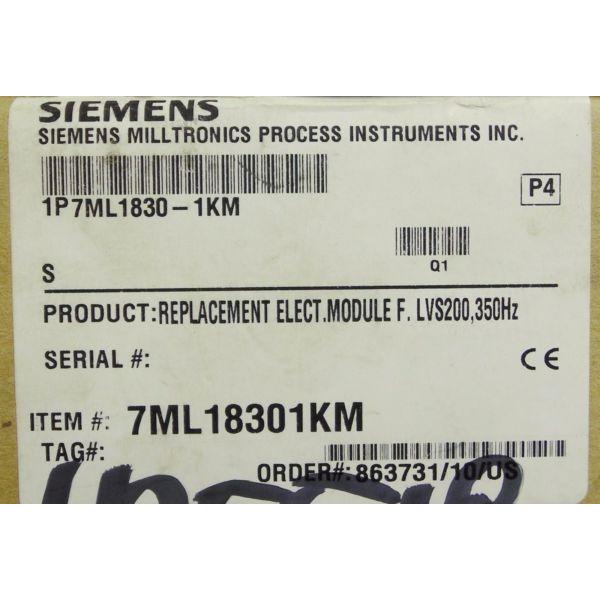 SIEMENS
SIEMENS MILLTRONICS PROCESS INSTRUMENTS INC.
1P7ML1830-1KM
P4
Q1
S
PRODUCT:REPLACEMENT ELECT.MODULE F. LVS200,350Hz
SERIAL #:
CE
ITEM #: 7ML18301KM
TAG#:
ORDER#: 863731/10/US